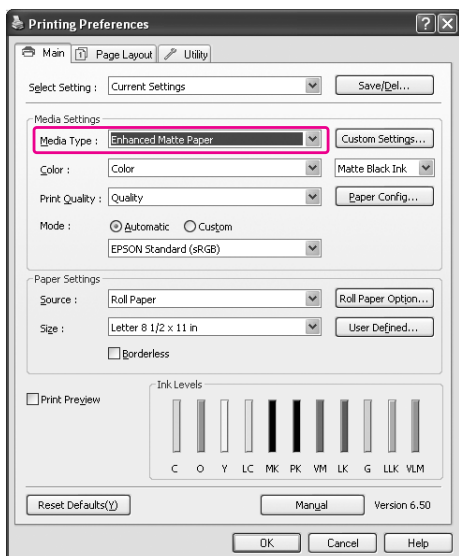 Printing Preferences
Main Page Layout Utility
Select Setting : Current Settings Save/Del...
Media Settings
Media Type : Enhanced Matte Paper Custom Settings...
Color : Color Matte Black Ink
Print Quality : Quality Paper Config...
Mode : Automatic Custom
EPSON Standard (sRGB)
Paper Settings
Source : Roll Paper Roll Paper Option...
Size : Letter 8 1/2 x 11 in User Defined...
Borderless
Print Preview
Ink Levels
C O Y LC MK PK VM LK G LLK VLM
Reset Defaults(Y) Manual Version 6.50
OK Cancel Help